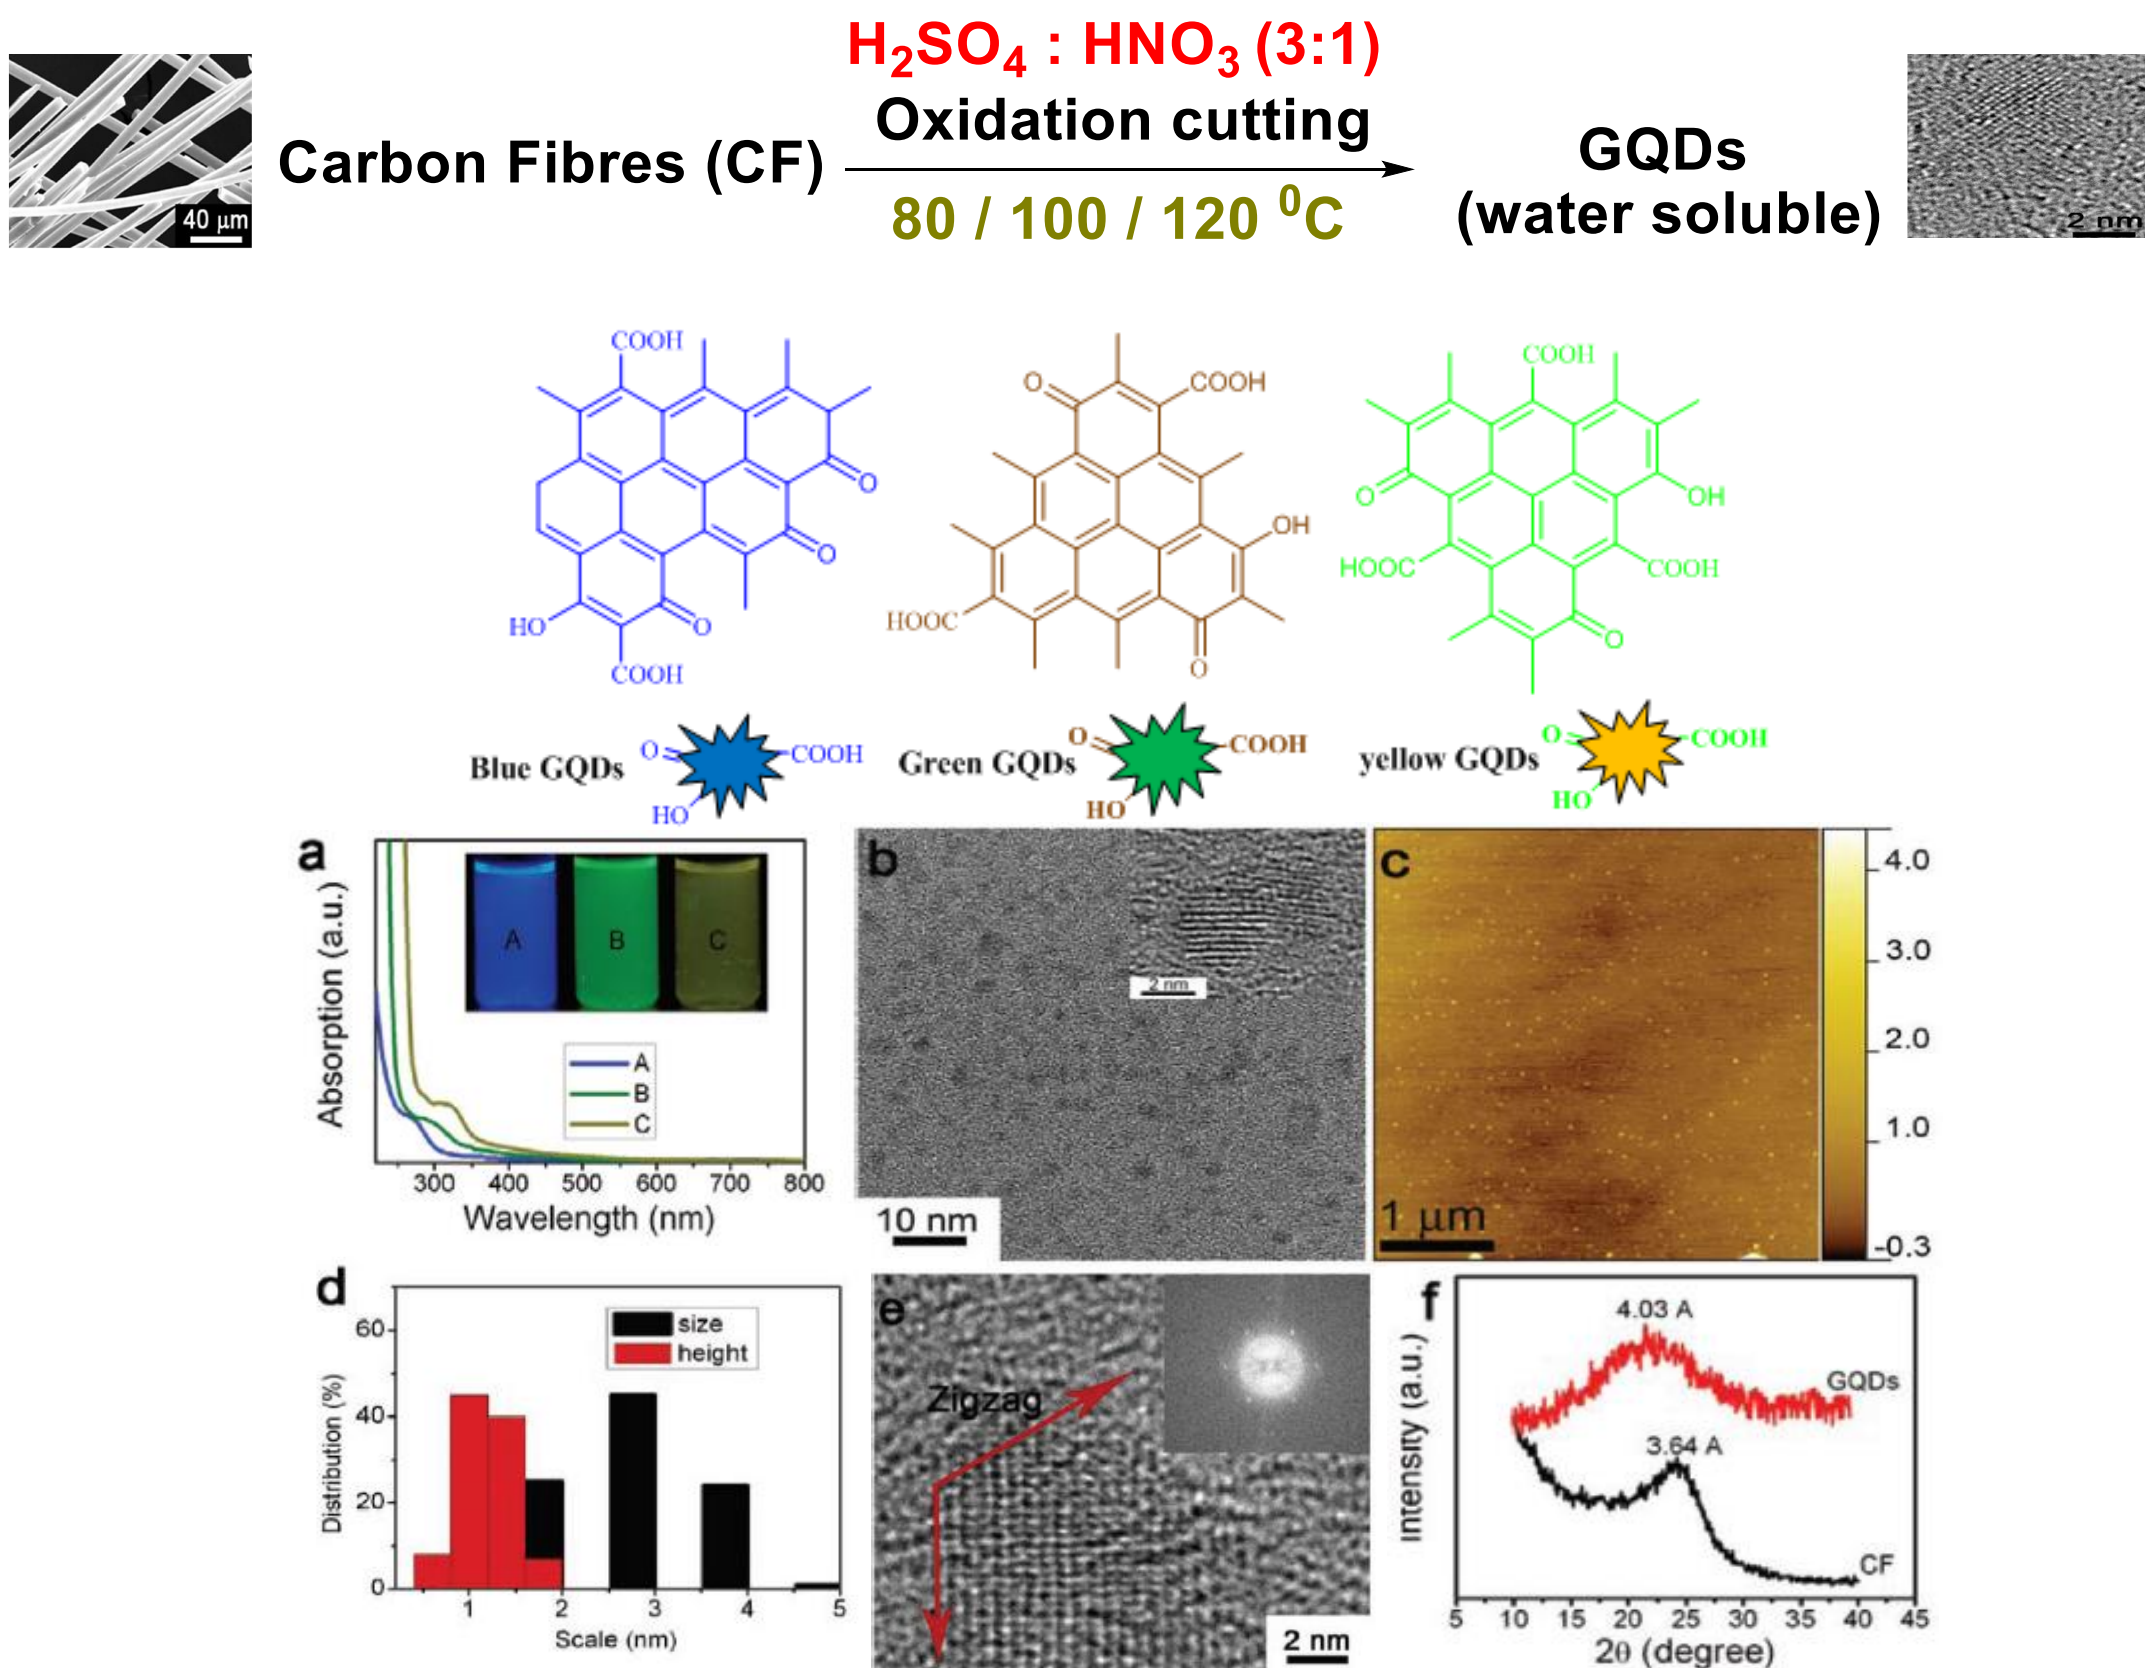 H₂SO₄ : HNO₃ (3:1)
Oxidation cutting
Carbon Fibres (CF)
80 / 100 / 120 ⁰C
GQDs
(water soluble)
40 µm
2 nm
COOH
O
O
O
HO
COOH
O
COOH
OH
HOOC
O
COOH
O
OH
HOOC
COOH
O
Blue GQDs
O
COOH
HO
Green GQDs
O
COOH
HO
yellow GQDs
O
COOH
HO
a
Absorption (a.u.)
A
B
C
A
B
C
300 400 500 600 700 800
Wavelength (nm)
b
2 nm
10 nm
c
1 µm
4.0
3.0
2.0
1.0
-0.3
d
Distribution (%)
60
40
20
0
size
height
1 2 3 4 5
Scale (nm)
e
Zigzag
2 nm
f
Intensity (a.u.)
4.03 A
GQDs
3.64 A
CF
5 10 15 20 25 30 35 40 45
2θ (degree)